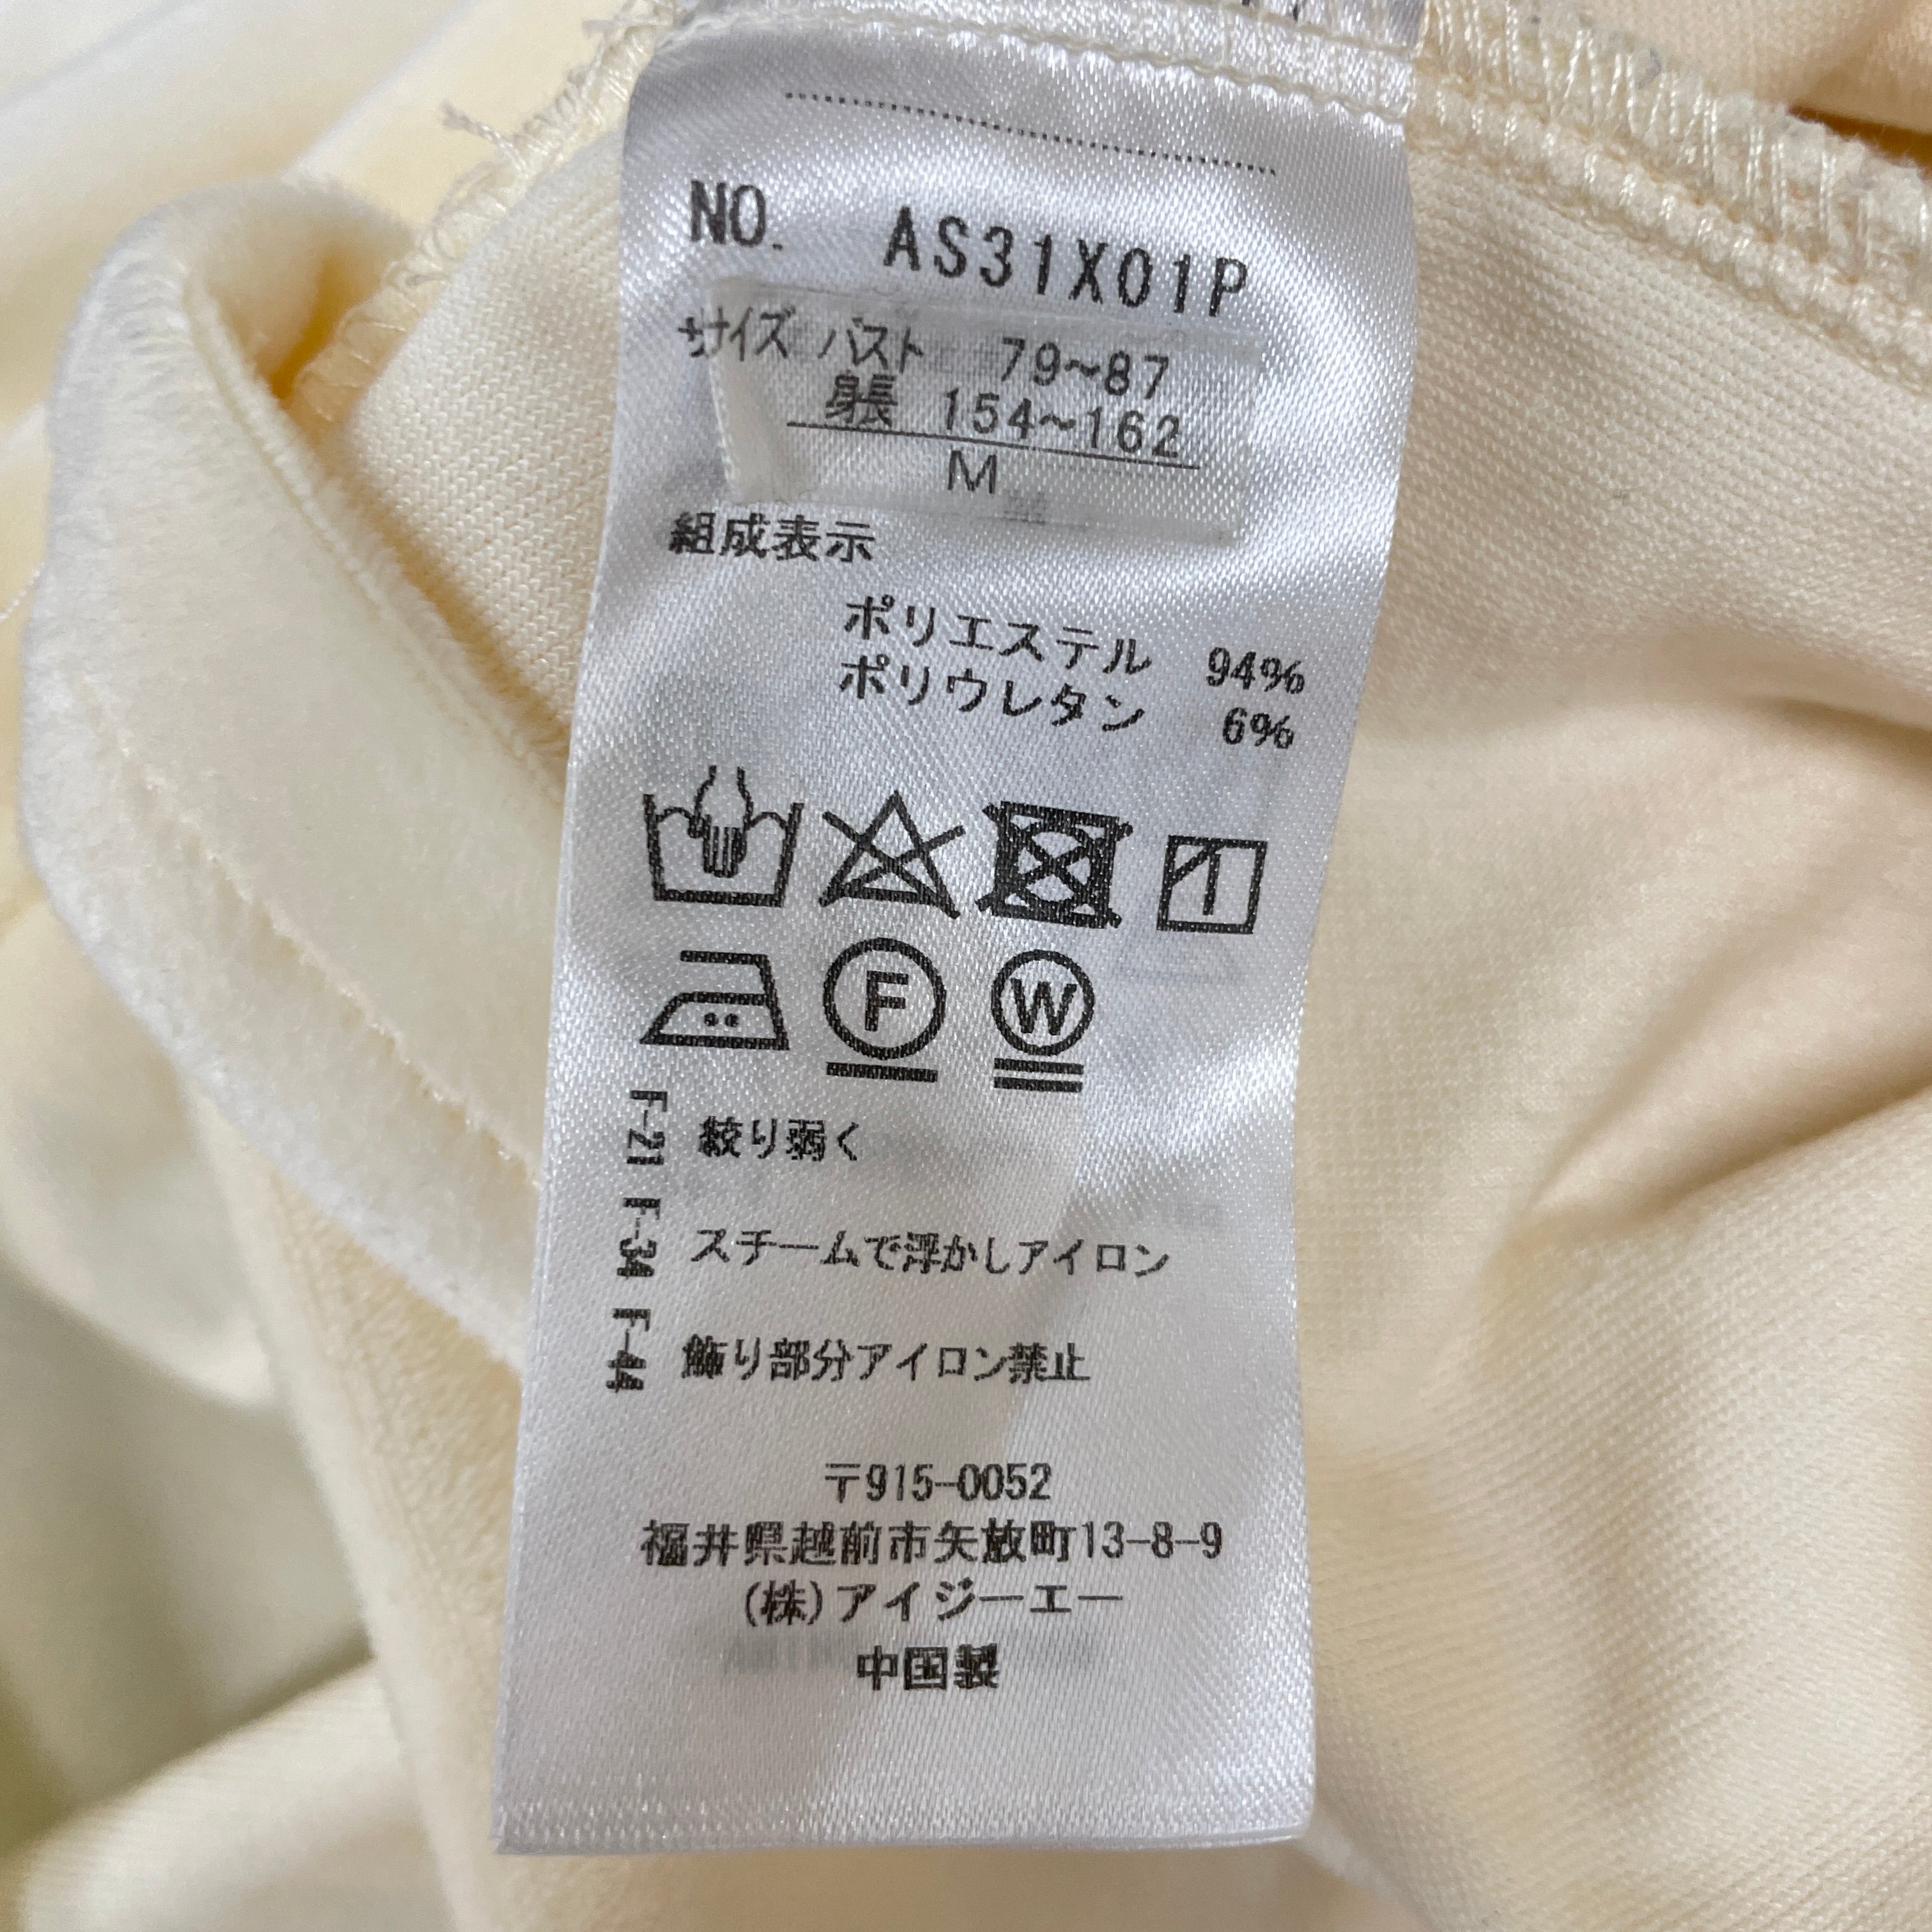 NO. AS31X01P
サイズ バスト 79~87
身長 154~162
M
組成表示
ポリエステル 94%
ポリウレタン 6%
F W
F-21 絞り弱く
F-34 スチームで浮かしアイロン
F-44 飾り部分アイロン禁止
〒915-0052
福井県越前市矢放町13-8-9
(株)アイジーエー
中国製